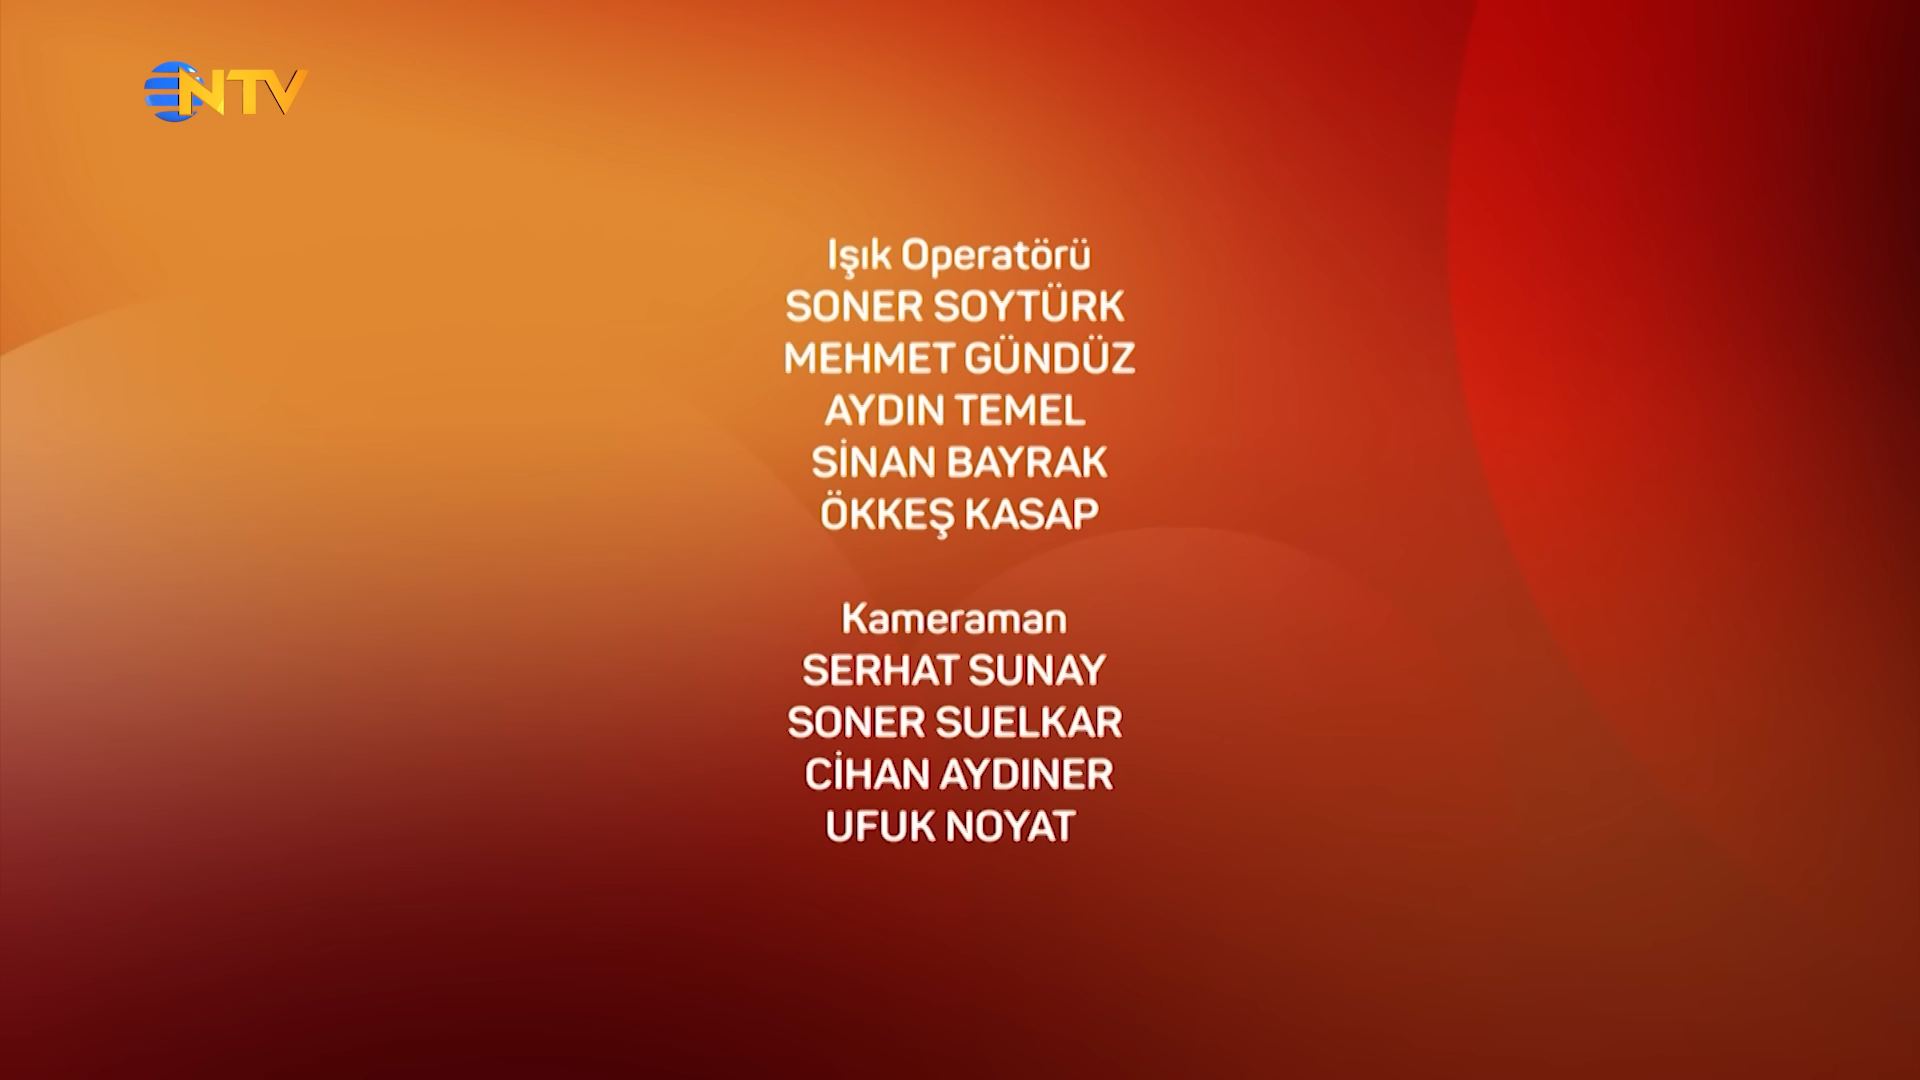 NTV
Işık Operatörü
SONER SOYTÜRK
MEHMET GÜNDÜZ
AYDIN TEMEL
SİNAN BAYRAK
ÖKKEŞ KASAP
Kameraman
SERHAT SUNAY
SONER SUELKAR
CİHAN AYDINER
UFUK NOYAT